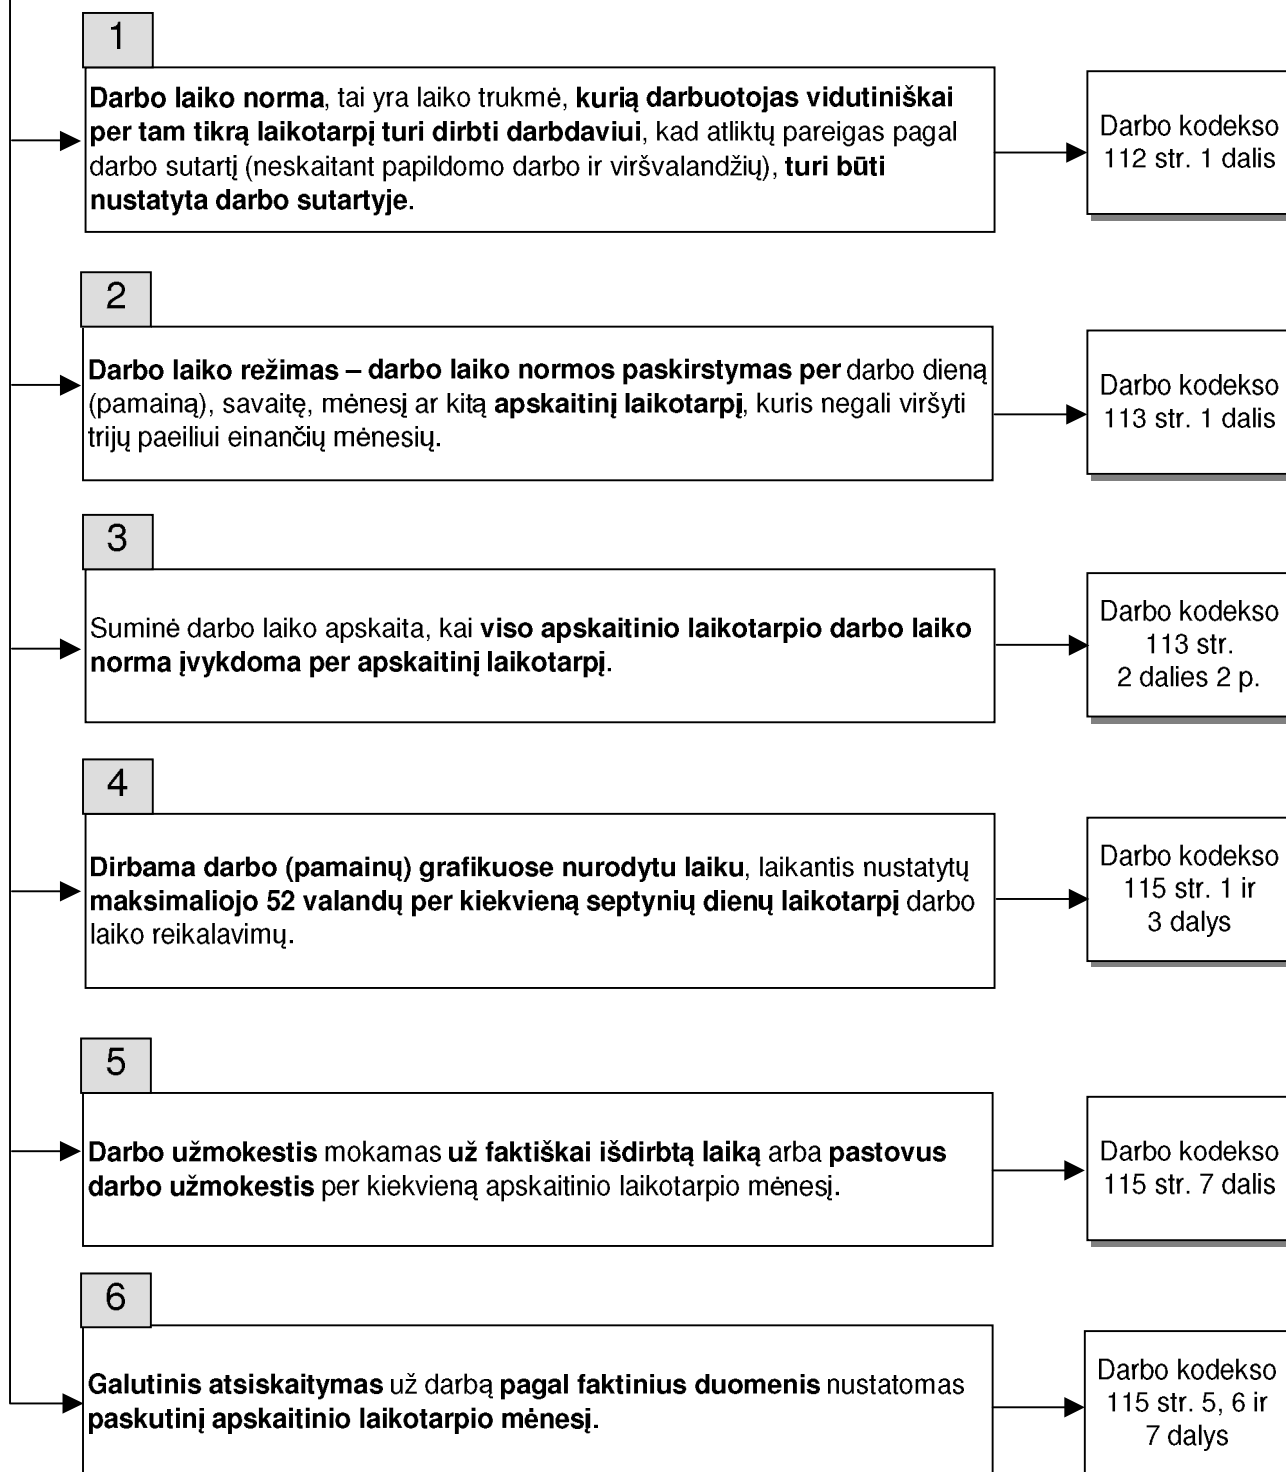 1
Darbo laiko norma, tai yra laiko trukmė, kurią darbuotojas vidutiniškai
per tam tikrą laikotarpį turi dirbti darbdaviui, kad atliktų pareigas pagal
darbo sutartį (neskaitant papildomo darbo ir viršvalandžių), turi būti
nustatyta darbo sutartyje.
Darbo kodekso
112 str. 1 dalis
2
Darbo laiko režimas – darbo laiko normos paskirstymas per darbo dieną
(pamainą), savaitę, mėnesį ar kitą apskaitinį laikotarpį, kuris negali viršyti
trijų paeiliui einančių mėnesių.
Darbo kodekso
113 str. 1 dalis
3
Suminė darbo laiko apskaita, kai viso apskaitinio laikotarpio darbo laiko
norma įvykdoma per apskaitinį laikotarpį.
Darbo kodekso
113 str.
2 dalies 2 p.
4
Dirbama darbo (pamainų) grafikuose nurodytu laiku, laikantis nustatytų
maksimaliojo 52 valandų per kiekvieną septynių dienų laikotarpį darbo
laiko reikalavimų.
Darbo kodekso
115 str. 1 ir
3 dalys
5
Darbo užmokestis mokamas už faktiškai išdirbtą laiką arba pastovus
darbo užmokestis per kiekvieną apskaitinio laikotarpio mėnesį.
Darbo kodekso
115 str. 7 dalis
6
Galutinis atsiskaitymas už darbą pagal faktinius duomenis nustatomas
paskutinį apskaitinio laikotarpio mėnesį.
Darbo kodekso
115 str. 5, 6 ir
7 dalys